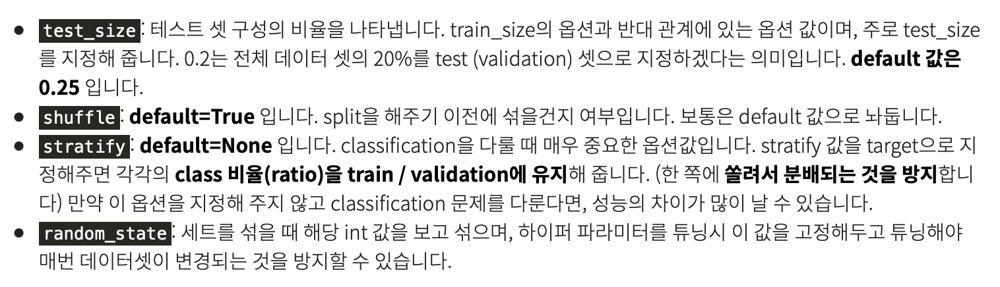 test_size: 테스트 셋 구성의 비율을 나타냅니다. train_size의 옵션과 반대 관계에 있는 옵션 값이며, 주로 test_size
를 지정해 줍니다. 0.2는 전체 데이터 셋의 20%를 test (validation) 셋으로 지정하겠다는 의미입니다. default 값은
0.25 입니다.
shuffle: default=True 입니다. split을 해주기 이전에 섞을건지 여부입니다. 보통은 default 값으로 놔둡니다.
stratify: default=None 입니다. classification을 다룰 때 매우 중요한 옵션값입니다. stratify 값을 target으로 지
정해주면 각각의 class 비율(ratio)을 train / validation에 유지해 줍니다. (한 쪽에 쏠려서 분배되는 것을 방지합니
다) 만약 이 옵션을 지정해 주지 않고 classification 문제를 다룬다면, 성능의 차이가 많이 날 수 있습니다.
random_state: 세트를 섞을 때 해당 int 값을 보고 섞으며, 하이퍼 파라미터를 튜닝시 이 값을 고정해두고 튜닝해야
매번 데이터셋이 변경되는 것을 방지할 수 있습니다.